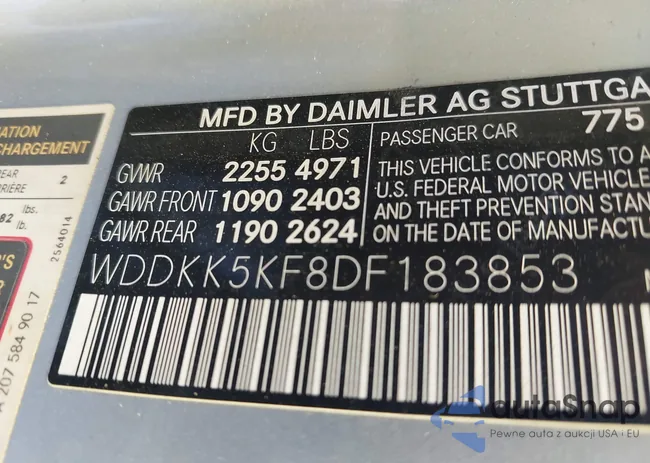 MFD BY DAIMLER AG STUTTGA
KG LBS
GVWR 2255 4971
GAWR FRONT 1090 2403
GAWR REAR 1190 2624
PASSENGER CAR 775
THIS VEHICLE CONFORMS TO A
U.S. FEDERAL MOTOR VEHICLE
AND THEFT PREVENTION STAN
ON THE DATE OF MANUFACTU
WDDKK5KF8DF183853
ATION
CHARGEMENT
EAR 2
RIÈRE
82 lbs.
lb.
2564014
R'S
A 207 584 90 17
autoSnap
Pewne auta z aukcji USA i EU